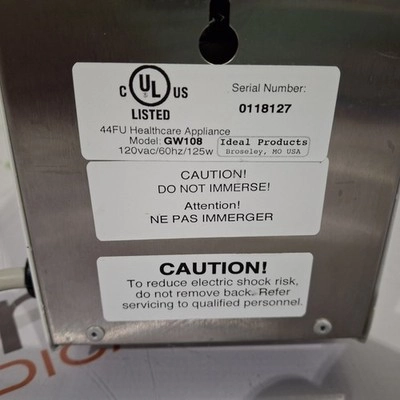 C UL US
LISTED
Serial Number:
0118127
44FU Healthcare Appliance
Model: GW108
120vac/60hz/125w
Ideal Products
Broseley, MO USA
CAUTION!
DO NOT IMMERSE!
Attention!
NE PAS IMMERGER
CAUTION!
To reduce electric shock risk,
do not remove back. Refer
servicing to qualified personnel.